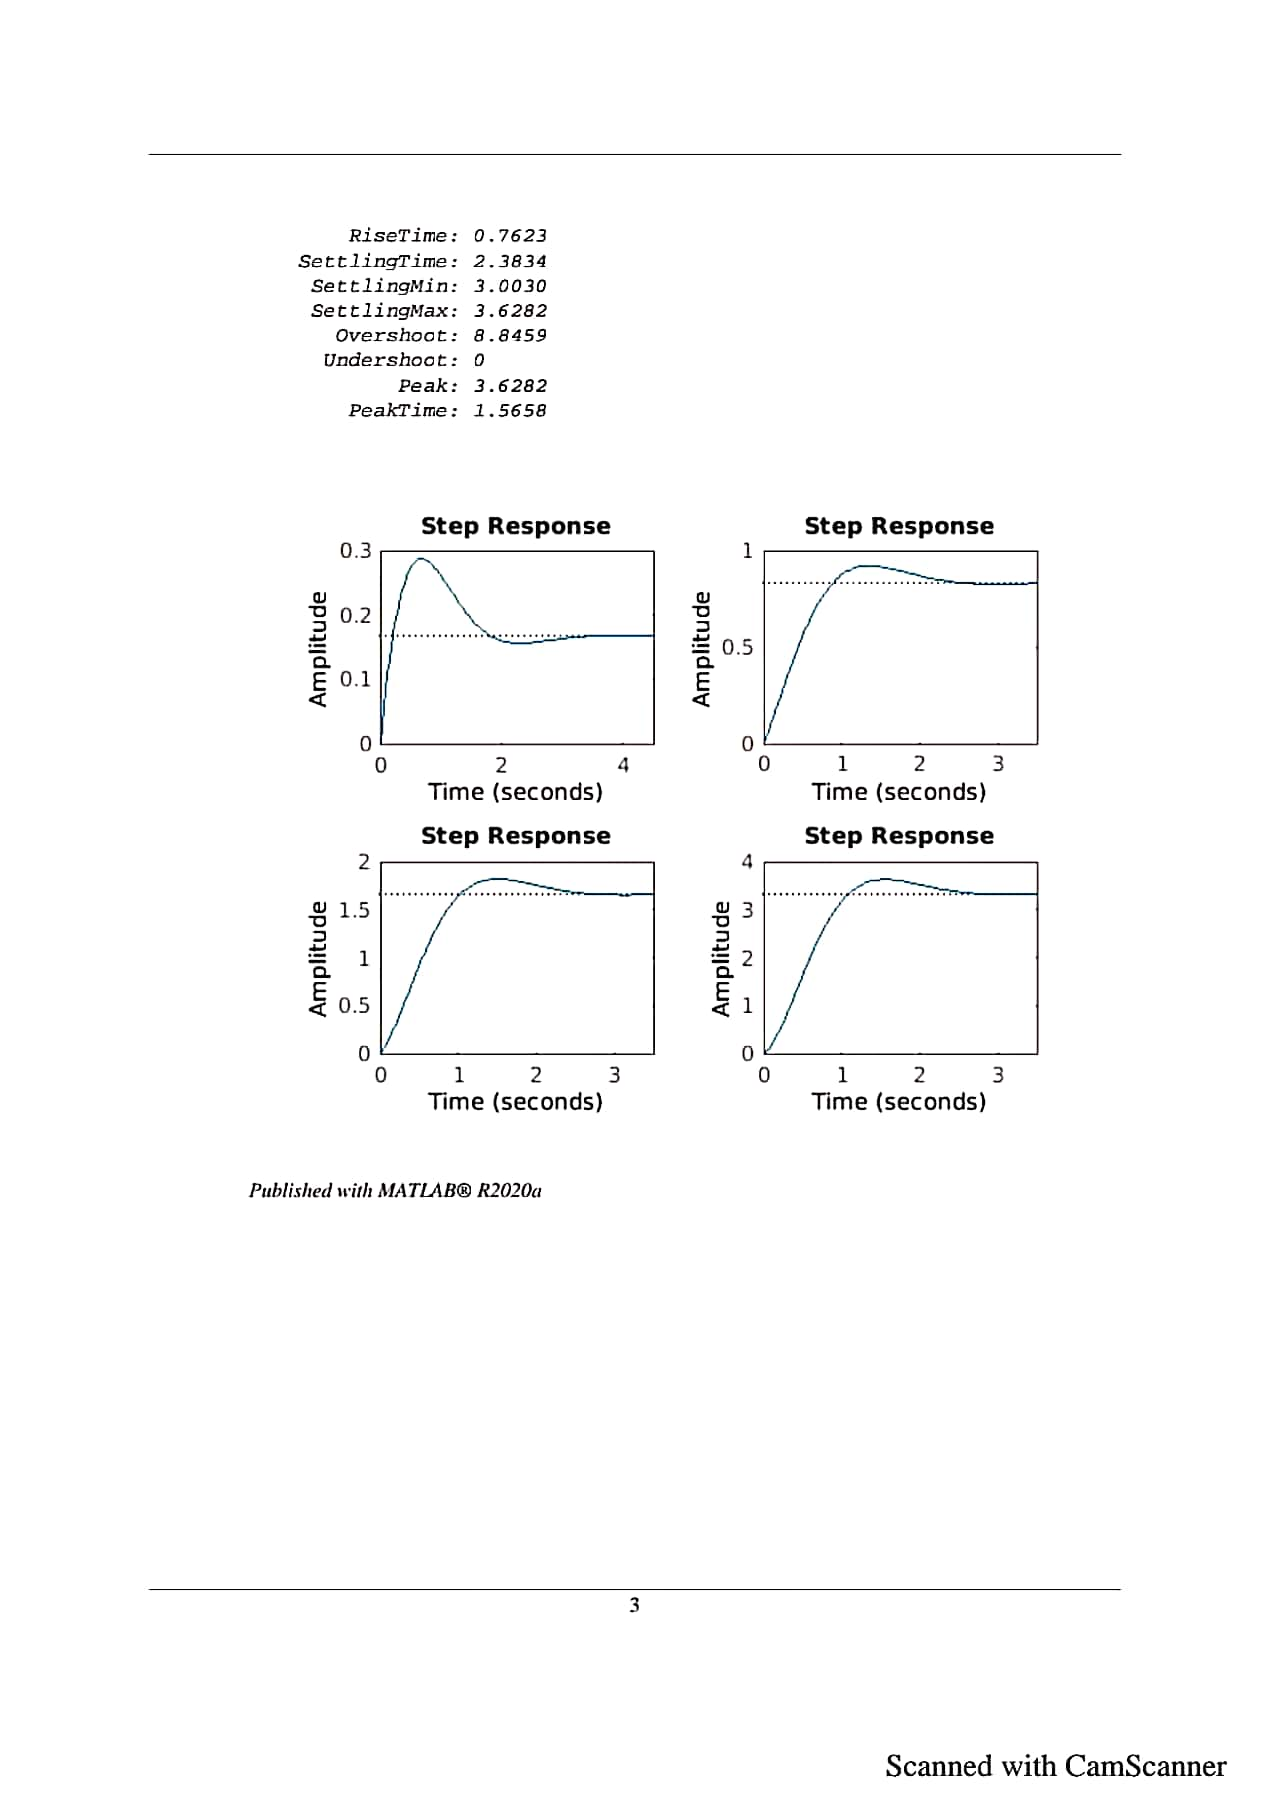 RiseTime: 0.7623
SettlingTime: 2.3834
SettlingMin: 3.0030
SettlingMax: 3.6282
Overshoot: 8.8459
Undershoot: 0
Peak: 3.6282
PeakTime: 1.5658
Step Response
Amplitude
0.3
0.2
0.1
0
0 2 4
Time (seconds)
Step Response
Amplitude
1
0.5
0
0 1 2 3
Time (seconds)
Step Response
Amplitude
2
1.5
1
0.5
0
0 1 2 3
Time (seconds)
Step Response
Amplitude
4
3
2
1
0
0 1 2 3
Time (seconds)
Published with MATLAB® R2020a
3
Scanned with CamScanner